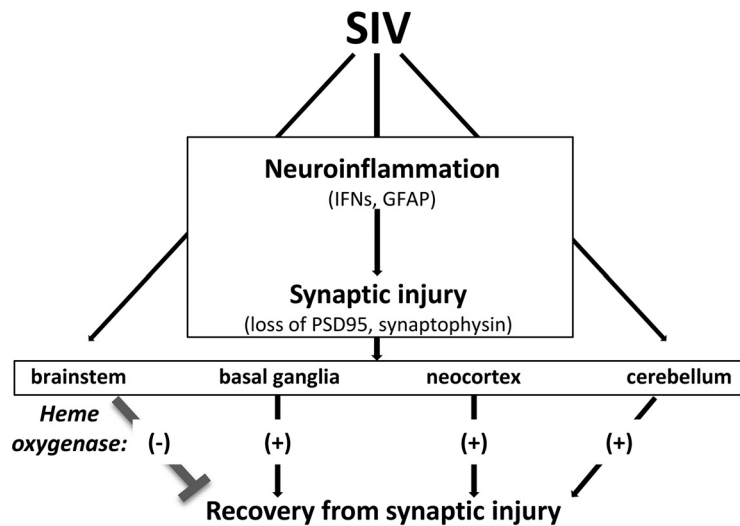 SIV
Neuroinflammation
(IFNs, GFAP)
Synaptic injury
(loss of PSD95, synaptophysin)
brainstem basal ganglia neocortex cerebellum
Heme
oxygenase: (-) (+) (+) (+)
Recovery from synaptic injury